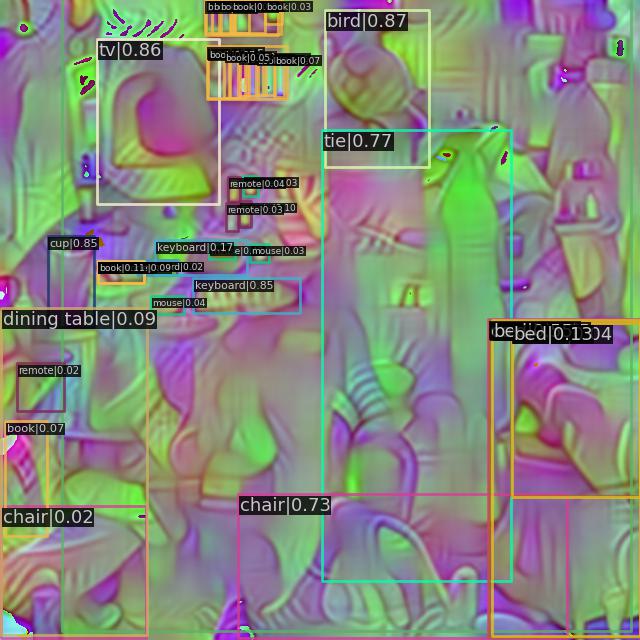 book|0.03
bird|0.87
tv|0.86
book|0.05
book|0.07
tie|0.77
remote|0.04
remote|0.03
cup|0.85
keyboard|0.17
mouse|0.03
book|0.11
keyboard|0.85
mouse|0.04
dining table|0.09
bed|0.13
remote|0.02
book|0.07
chair|0.73
chair|0.02